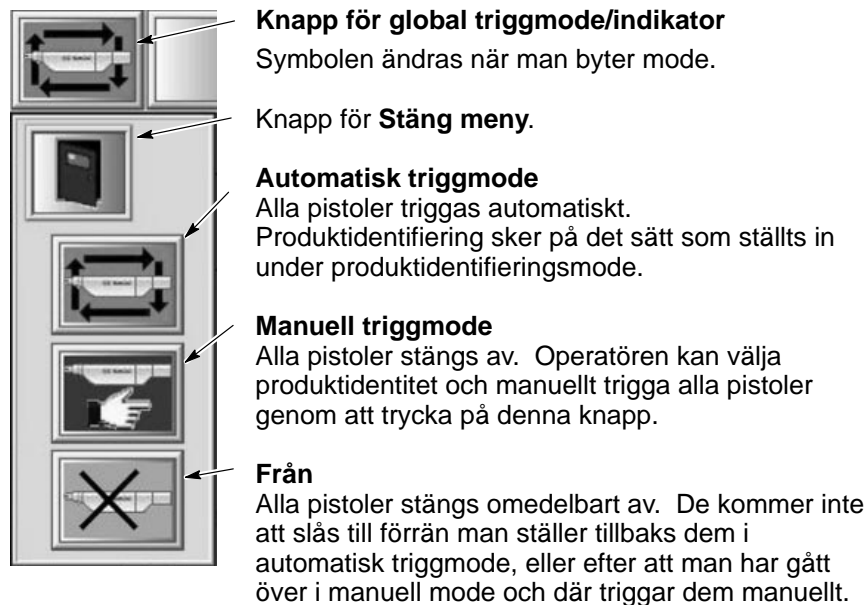 Knapp för global triggmode/indikator
Symbolen ändras när man byter mode.
Knapp för Stäng meny.
Automatisk triggmode
Alla pistoler triggas automatiskt.
Produktidentifiering sker på det sätt som ställts in
under produktidentifieringsmode.
Manuell triggmode
Alla pistoler stängs av. Operatören kan välja
produktidentitet och manuellt trigga alla pistoler
genom att trycka på denna knapp.
Från
Alla pistoler stängs omedelbart av. De kommer inte
att slås till förrän man ställer tillbaks dem i
automatisk triggmode, eller efter att man har gått
över i manuell mode och där triggar dem manuellt.